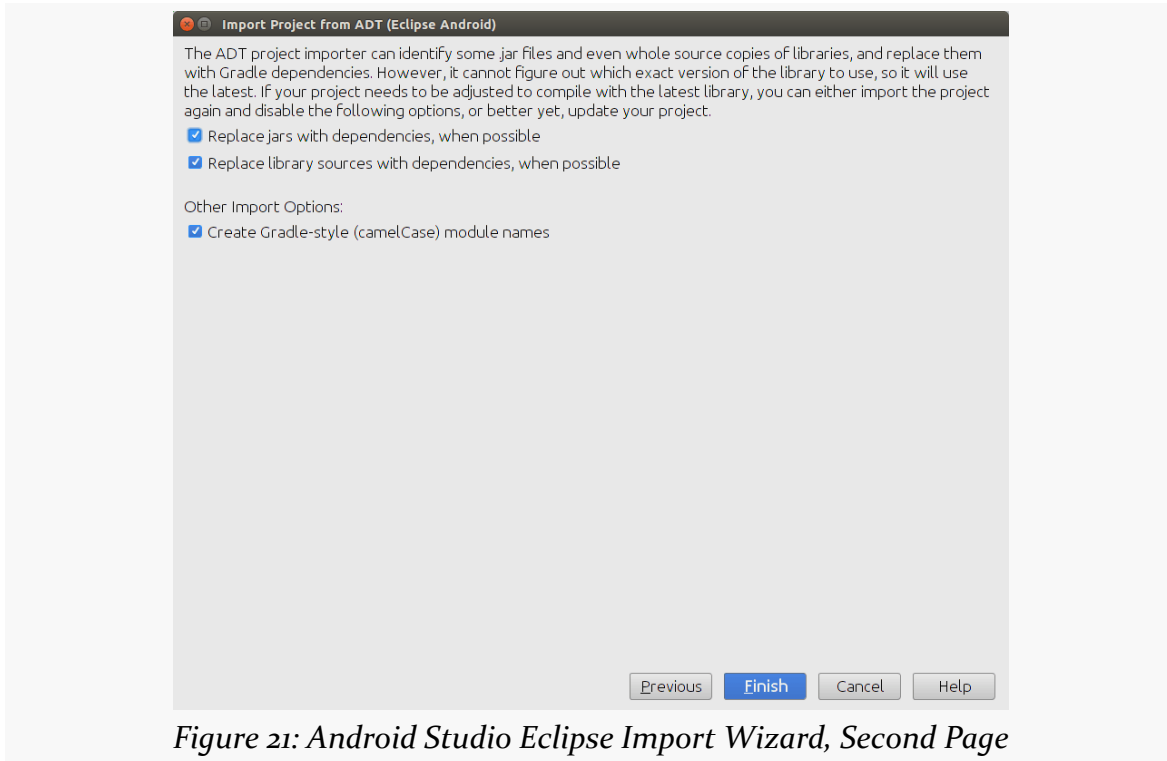 Import Project from ADT (Eclipse Android)
The ADT project importer can identify some .jar files and even whole source copies of libraries, and replace them
with Gradle dependencies. However, it cannot figure out which exact version of the library to use, so it will use
the latest. If your project needs to be adjusted to compile with the latest library, you can either import the project
again and disable the following options, or better yet, update your project.
Replace jars with dependencies, when possible
Replace library sources with dependencies, when possible
Other Import Options:
Create Gradle-style (camelCase) module names
Previous Finish Cancel Help
Figure 21: Android Studio Eclipse Import Wizard, Second Page